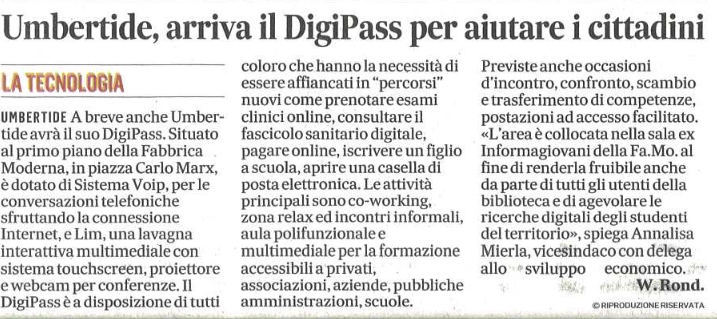 Umbertide, arriva il DigiPass per aiutare i cittadini
LA TECNOLOGIA
UMBERTIDE A breve anche Umber-
tide avrà il suo DigiPass. Situato
al primo piano della Fabbrica
Moderna, in piazza Carlo Marx,
è dotato di Sistema Voip, per le
conversazioni telefoniche
sfruttando la connessione
Internet, e Lim, una lavagna
interattiva multimediale con
sistema touchscreen, proiettore
e webcam per conferenze. Il
DigiPass è a disposizione di tutti
coloro che hanno la necessità di
essere affiancati in "percorsi"
nuovi come prenotare esami
clinici online, consultare il
fascicolo sanitario digitale,
pagare online, iscrivere un figlio
a scuola, aprire una casella di
posta elettronica. Le attività
principali sono co-working,
zona relax ed incontri informali,
aula polifunzionale e
multimediale per la formazione
accessibili a privati,
associazioni, aziende, pubbliche
amministrazioni, scuole.
Previste anche occasioni
d'incontro, confronto, scambio
e trasferimento di competenze,
postazioni ad accesso facilitato.
«L'area è collocata nella sala ex
Informagiovani della Fa.Mo. al
fine di renderla fruibile anche
da parte di tutti gli utenti della
biblioteca e di agevolare le
ricerche digitali degli studenti
del territorio», spiega Annalisa
Mierla, vicesindaco con delega
allo sviluppo economico.
W. Rond.
© RIPRODUZIONE RISERVATA